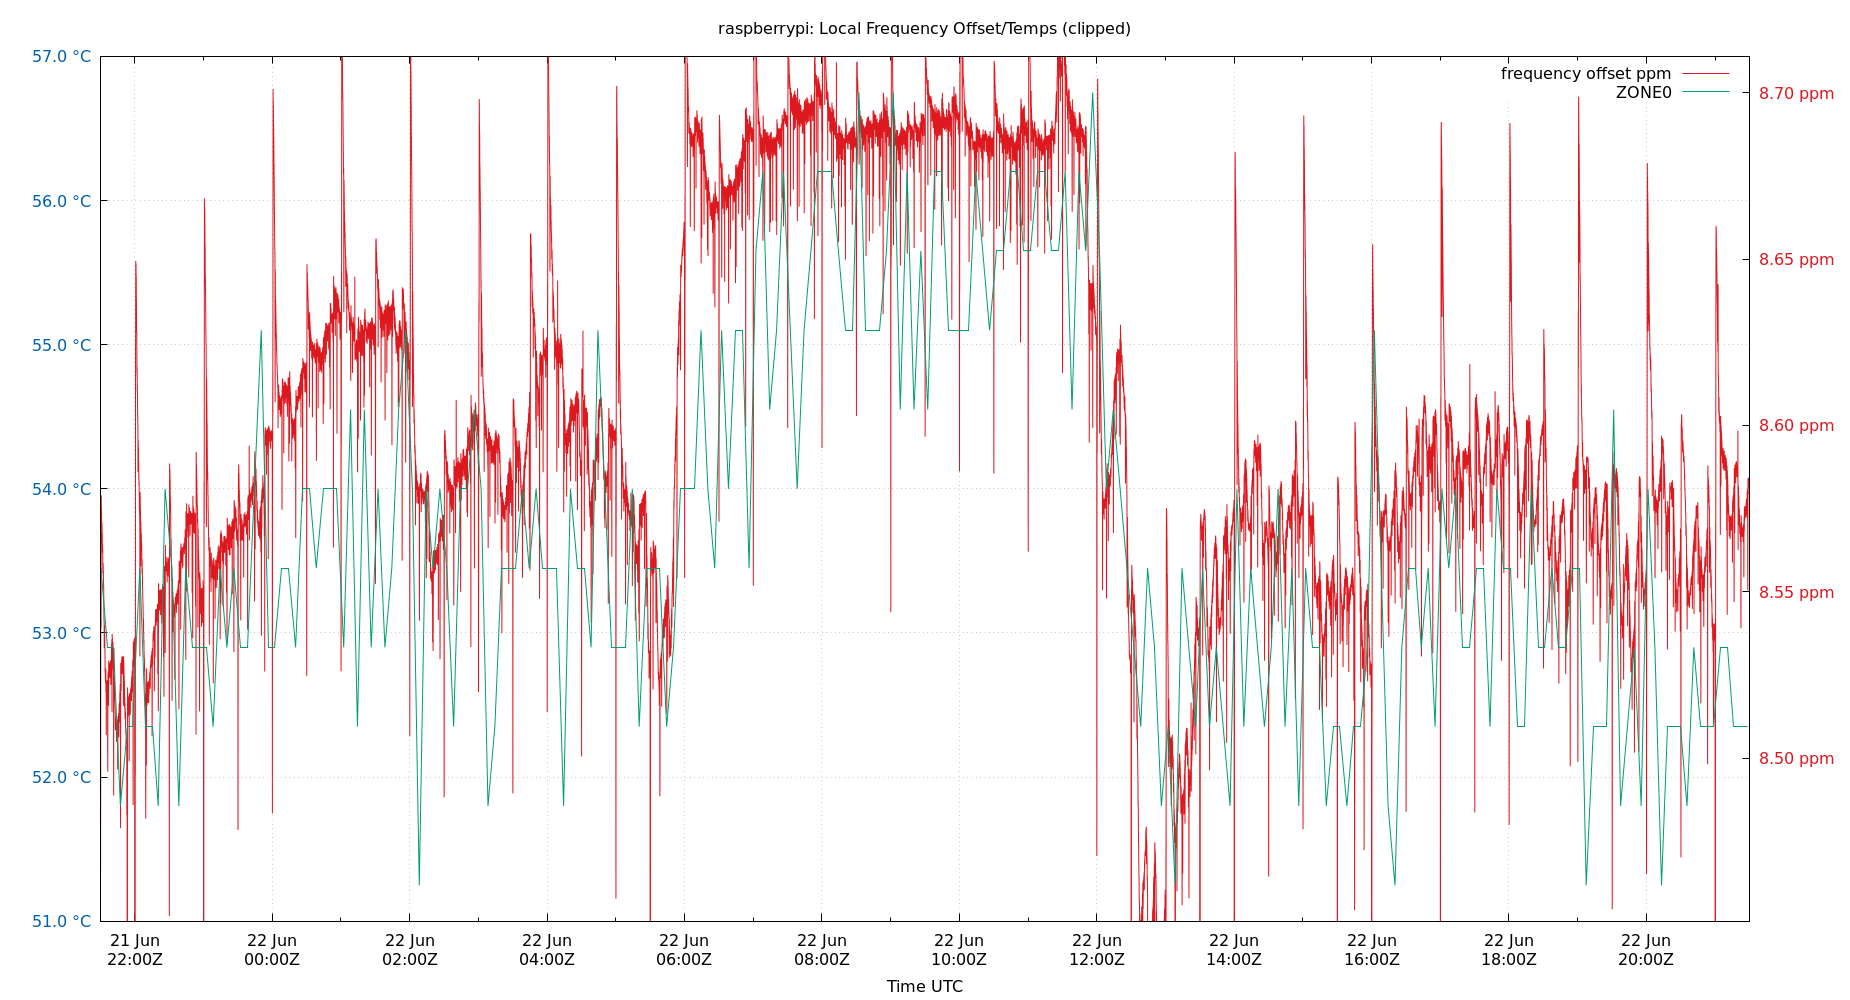 raspberrypi: Local Frequency Offset/Temps (clipped)
57.0 °C
56.0 °C
55.0 °C
54.0 °C
53.0 °C
52.0 °C
51.0 °C
frequency offset ppm
ZONE0
8.70 ppm
8.65 ppm
8.60 ppm
8.55 ppm
8.50 ppm
21 Jun
22:00Z
22 Jun
00:00Z
22 Jun
02:00Z
22 Jun
04:00Z
22 Jun
06:00Z
22 Jun
08:00Z
22 Jun
10:00Z
22 Jun
12:00Z
22 Jun
14:00Z
22 Jun
16:00Z
22 Jun
18:00Z
22 Jun
20:00Z
Time UTC